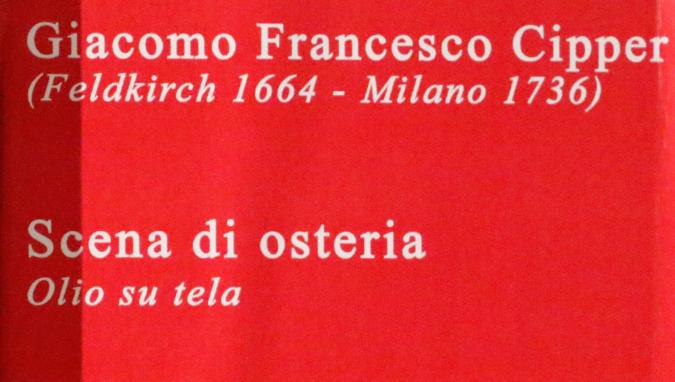 Giacomo Francesco Cipper
(Feldkirch 1664 - Milano 1736)
Scena di osteria
Olio su tela